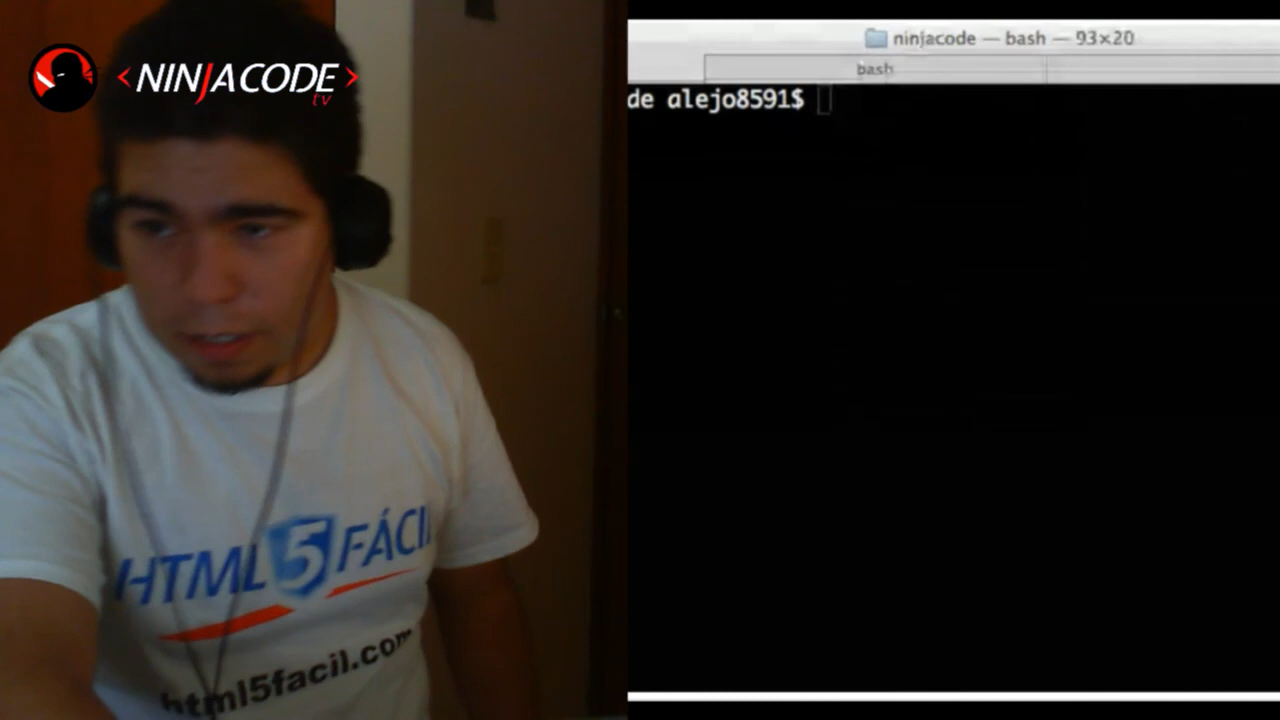 <NINJACODE>
tv
ninjacode — bash — 93×20
bash
de alejo8591$
HTML5 FÁCIL
html5facil.com